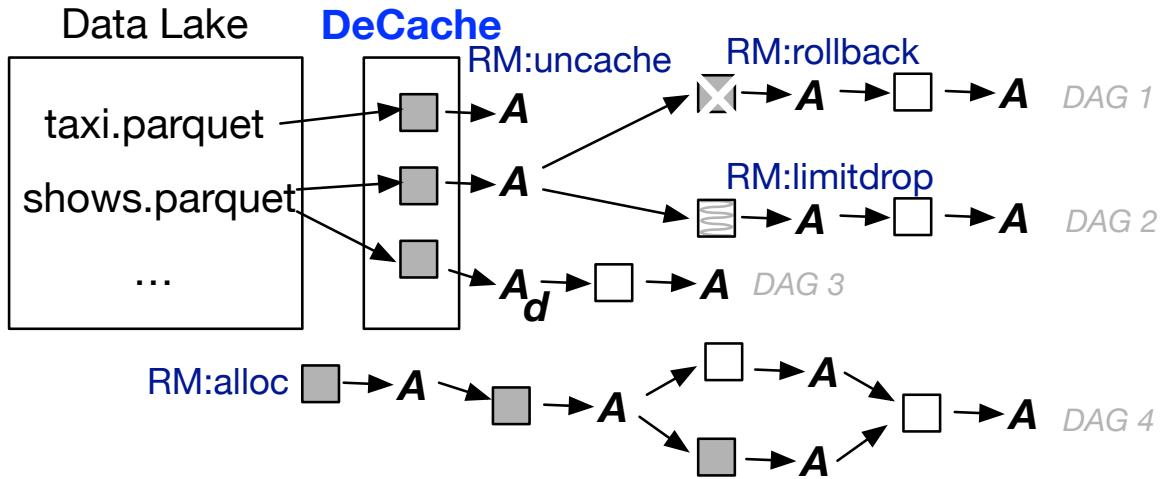 Data Lake
DeCache
RM:uncache
RM:rollback
taxi.parquet
A
A
A
DAG 1
shows.parquet
A
RM:limitdrop
A
A
DAG 2
...
Ad
A
DAG 3
RM:alloc
A
A
A
A
A
DAG 4